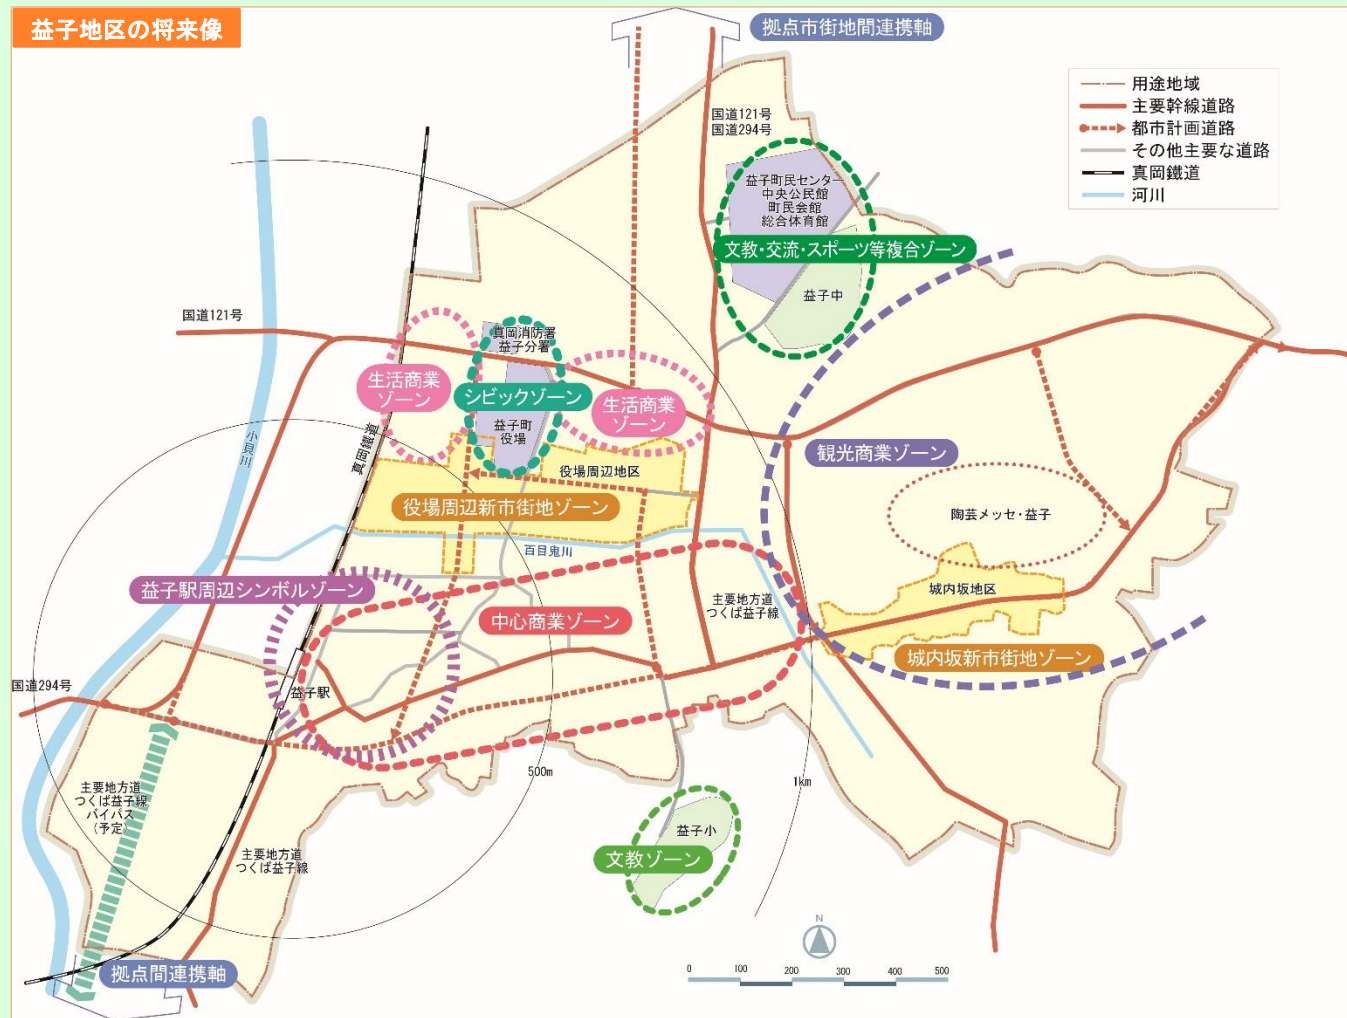 益子地区の将来像
拠点市街地間連携軸
用途地域
主要幹線道路
都市計画道路
その他主要な道路
真岡鐵道
河川
国道121号
国道294号
益子町民センター
中央公民館
町民会館
総合体育館
文教・交流・スポーツ等複合ゾーン
益子中
国道121号
真岡消防署
益子分署
生活商業
ゾーン
シビックゾーン
生活商業
ゾーン
益子町
役場
真岡鐵道
小貝川
観光商業ゾーン
役場周辺地区
役場周辺新市街地ゾーン
陶芸メッセ・益子
百目鬼川
益子駅周辺シンボルゾーン
城内坂地区
主要地方道
つくば益子線
中心商業ゾーン
城内坂新市街地ゾーン
国道294号
益子駅
500m
1km
主要地方道
つくば益子線
バイパス
（予定）
主要地方道
つくば益子線
益子小
文教ゾーン
N
拠点間連携軸
0 100 200 300 400 500